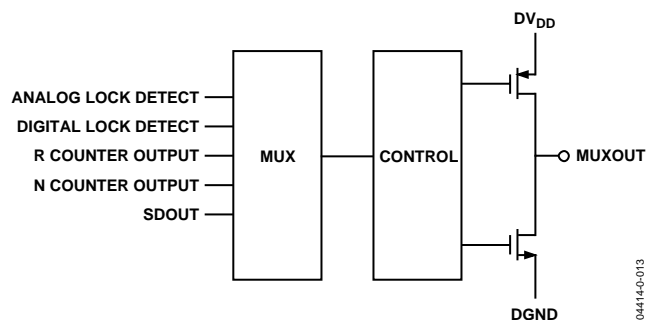 DVDD
ANALOG LOCK DETECT
DIGITAL LOCK DETECT
R COUNTER OUTPUT
N COUNTER OUTPUT
SDOUT
MUX
CONTROL
MUXOUT
DGND
04414-0-013